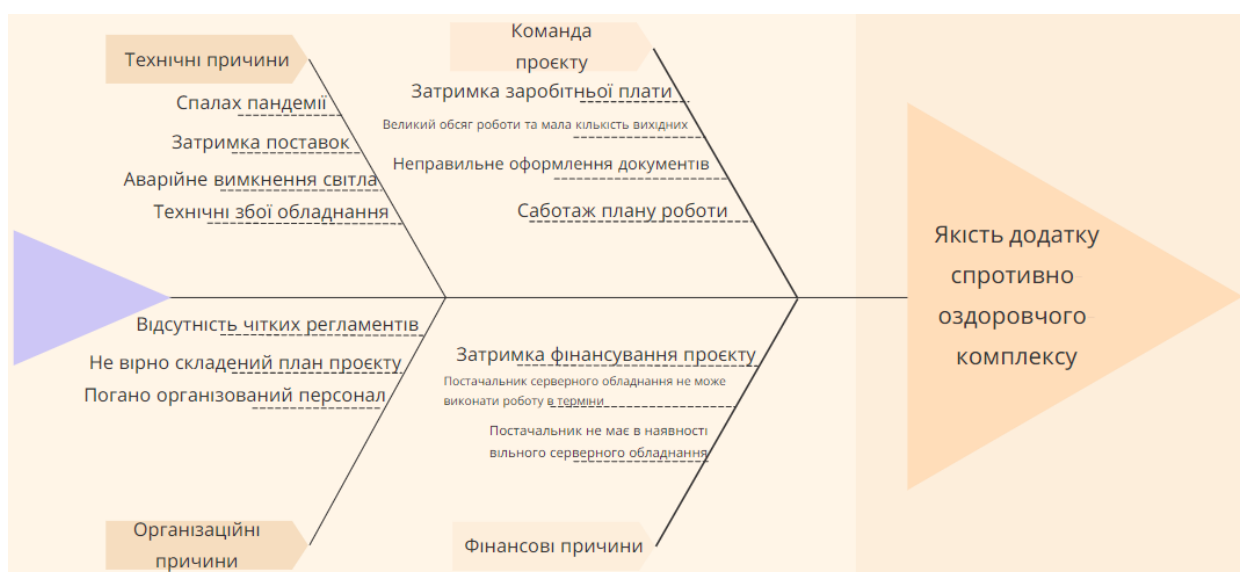 Технічні причини
Спалах пандемії
Затримка поставок
Аварійне вимкнення світла
Технічні збої обладнання
Команда
проєкту
Затримка заробітньої плати
Великий обсяг роботи та мала кількість вихідних
Неправильне оформлення документів
Саботаж плану роботи
Відсутність чітких регламентів
Не вірно складений план проєкту
Погано організований персонал
Організаційні
причини
Затримка фінансування проєкту
Постачальник серверного обладнання не може
виконати роботу в терміни
Постачальник не має в наявності
вільного серверного обладнання
Фінансові причини
Якість додатку
спротивно-
оздоровчого-
комплексу